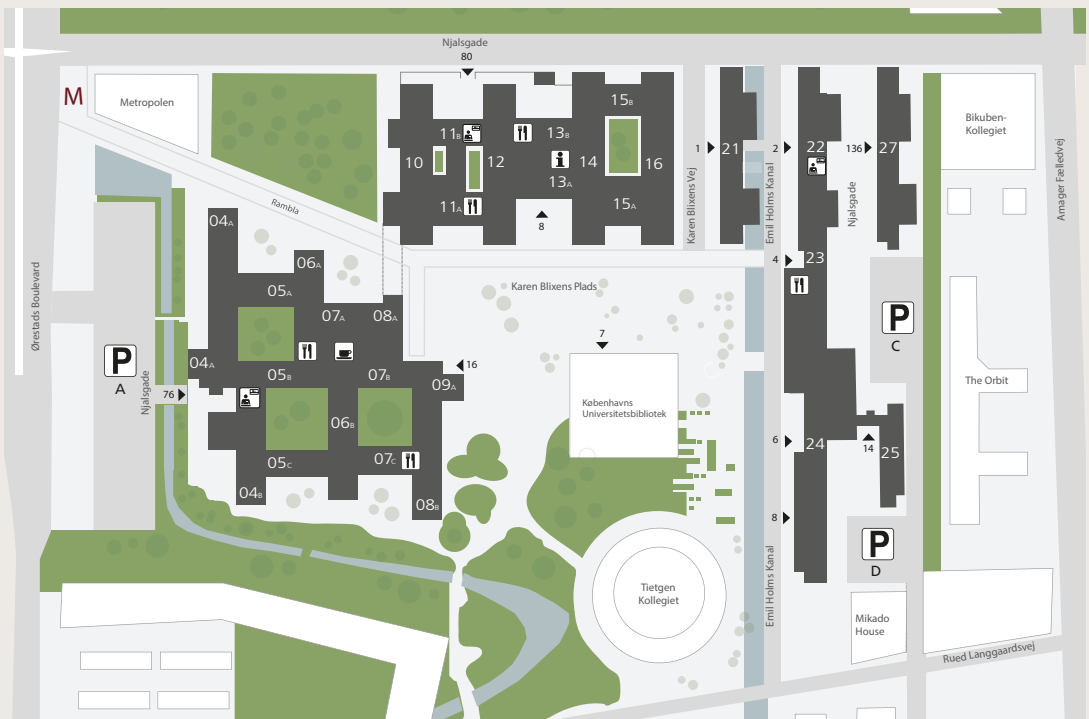 Njalsgade
80
M
Metropolen
10
11B
11A
12
13B
13A
8
14
15B
15A
16
1
21
Karen Blixens Vej
Emil Holms Kanal
2
22
136
27
Njalsgade
Bikuben-
Kollegiet
Amager Fælledvej
Rambla
04A
06A
05A
07A
08A
4
23
Karen Blixens Plads
Ørestads Boulevard
P
A
Njalsgade
76
04A
05B
07B
16
09A
06B
05C
07C
04B
08B
7
Københavns
Universitetsbibliotek
P
C
The Orbit
6
24
14
25
8
P
D
Emil Holms Kanal
Tietgen
Kollegiet
Mikado
House
Rued Langgaardsvej